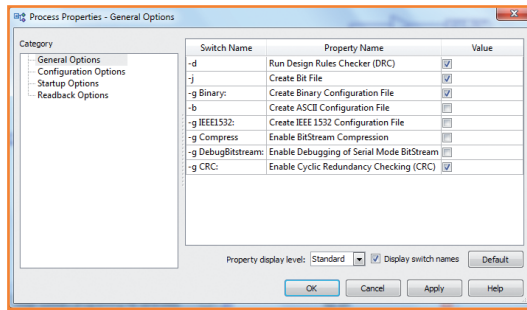 Process Properties - General Options
Category
General Options
Configuration Options
Startup Options
Readback Options
Switch Name Property Name Value
-d Run Design Rules Checker (DRC)
-j Create Bit File
-g Binary: Create Binary Configuration File
-b Create ASCII Configuration File
-g IEEE1532: Create IEEE 1532 Configuration File
-g Compress Enable BitStream Compression
-g DebugBitstream: Enable Debugging of Serial Mode BitStream
-g CRC: Enable Cyclic Redundancy Checking (CRC)
Property display level: Standard Display switch names Default
OK Cancel Apply Help